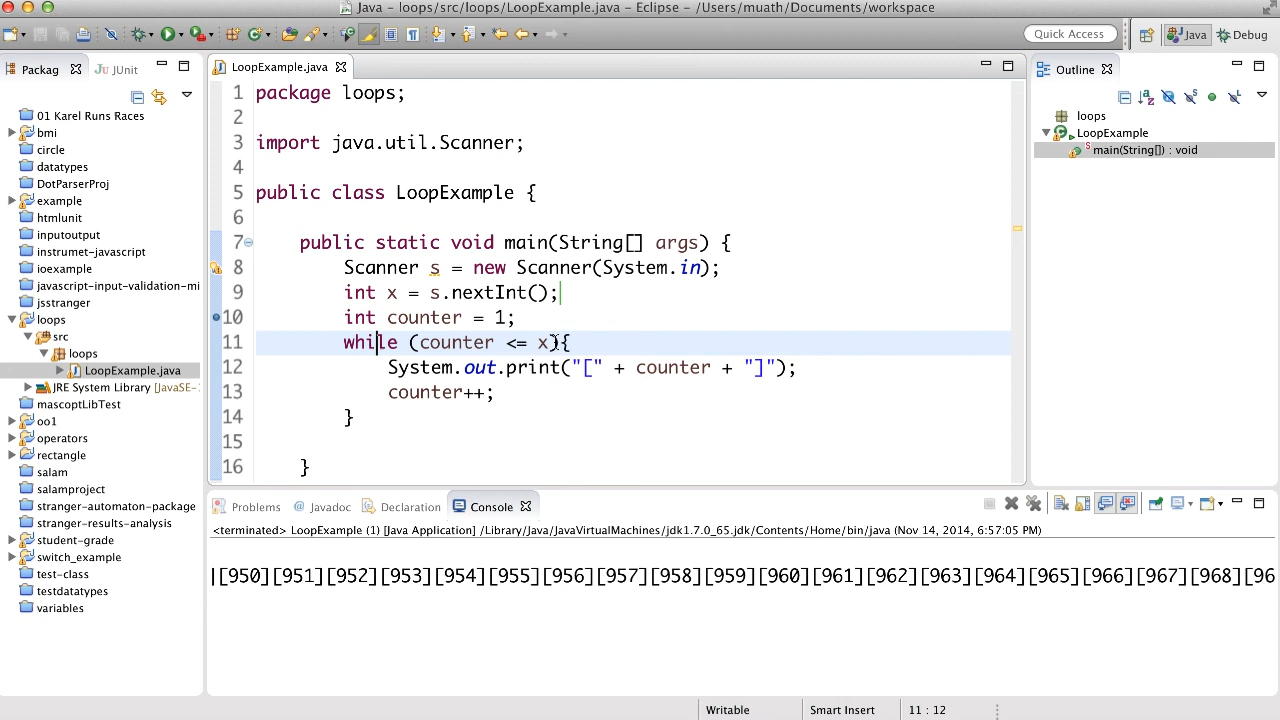 Java - loops/src/loops/LoopExample.java - Eclipse - /Users/muath/Documents/workspace
Quick Access
Java
Debug
Packag
JUnit
01 Karel Runs Races
bmi
circle
datatypes
DotParserProj
example
htmlunit
inputoutput
instrumet-javascript
ioexample
javascript-input-validation-mi
jsstranger
loops
src
loops
LoopExample.java
JRE System Library [JavaSE-
mascoptLibTest
oo1
operators
rectangle
salam
salamproject
stranger-automaton-package
stranger-results-analysis
student-grade
switch_example
test-class
testdatatypes
variables
LoopExample.java
1 package loops;
2
3 import java.util.Scanner;
4
5 public class LoopExample {
6
7 public static void main(String[] args) {
8 Scanner s = new Scanner(System.in);
9 int x = s.nextInt();
10 int counter = 1;
11 while (counter <= x){
12 System.out.print("[" + counter + "]");
13 counter++;
14 }
15
16 }
Outline
loops
LoopExample
main(String[]) : void
Problems
Javadoc
Declaration
Console
<terminated> LoopExample (1) [Java Application] /Library/Java/JavaVirtualMachines/jdk1.7.0_65.jdk/Contents/Home/bin/java (Nov 14, 2014, 6:57:05 PM)
[950][951][952][953][954][955][956][957][958][959][960][961][962][963][964][965][966][967][968][96
Writable
Smart Insert
11 : 12